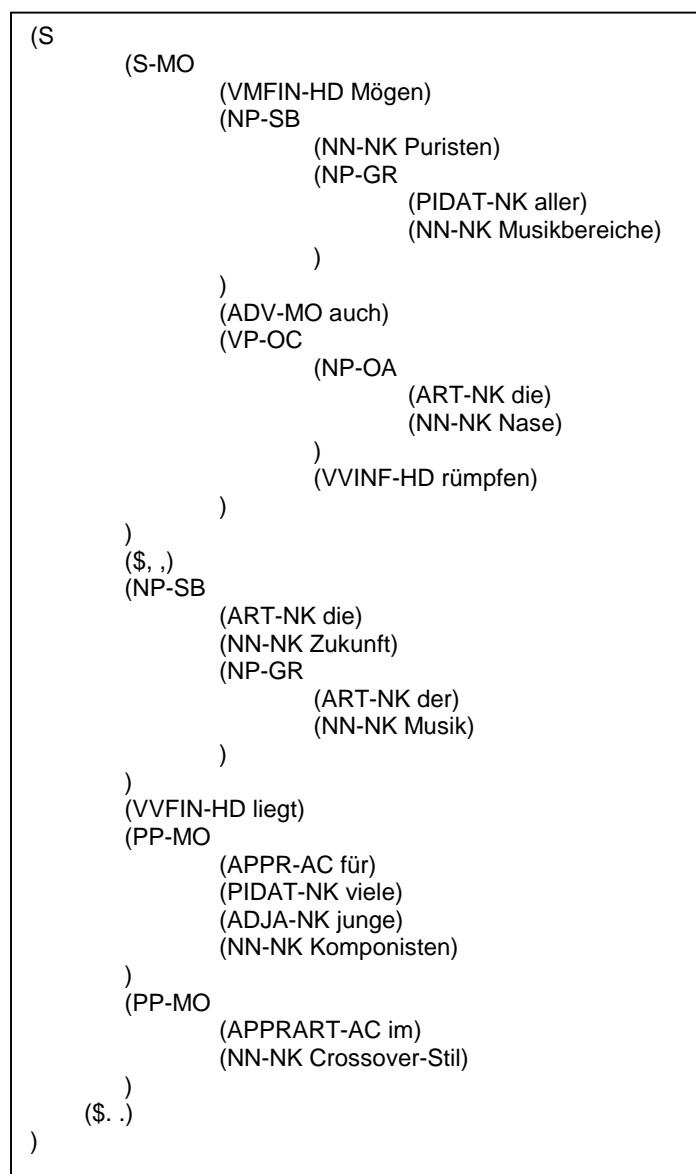 (S
(S-MO
(VMFIN-HD Mögen)
(NP-SB
(NN-NK Puristen)
(NP-GR
(PIDAT-NK aller)
(NN-NK Musikbereiche)
)
)
(ADV-MO auch)
(VP-OC
(NP-OA
(ART-NK die)
(NN-NK Nase)
)
(VVINF-HD rümpfen)
)
)
($, ,)
(NP-SB
(ART-NK die)
(NN-NK Zukunft)
(NP-GR
(ART-NK der)
(NN-NK Musik)
)
)
(VVFIN-HD liegt)
(PP-MO
(APPR-AC für)
(PIDAT-NK viele)
(ADJA-NK junge)
(NN-NK Komponisten)
)
(PP-MO
(APPRART-AC im)
(NN-NK Crossover-Stil)
)
($. .)
)